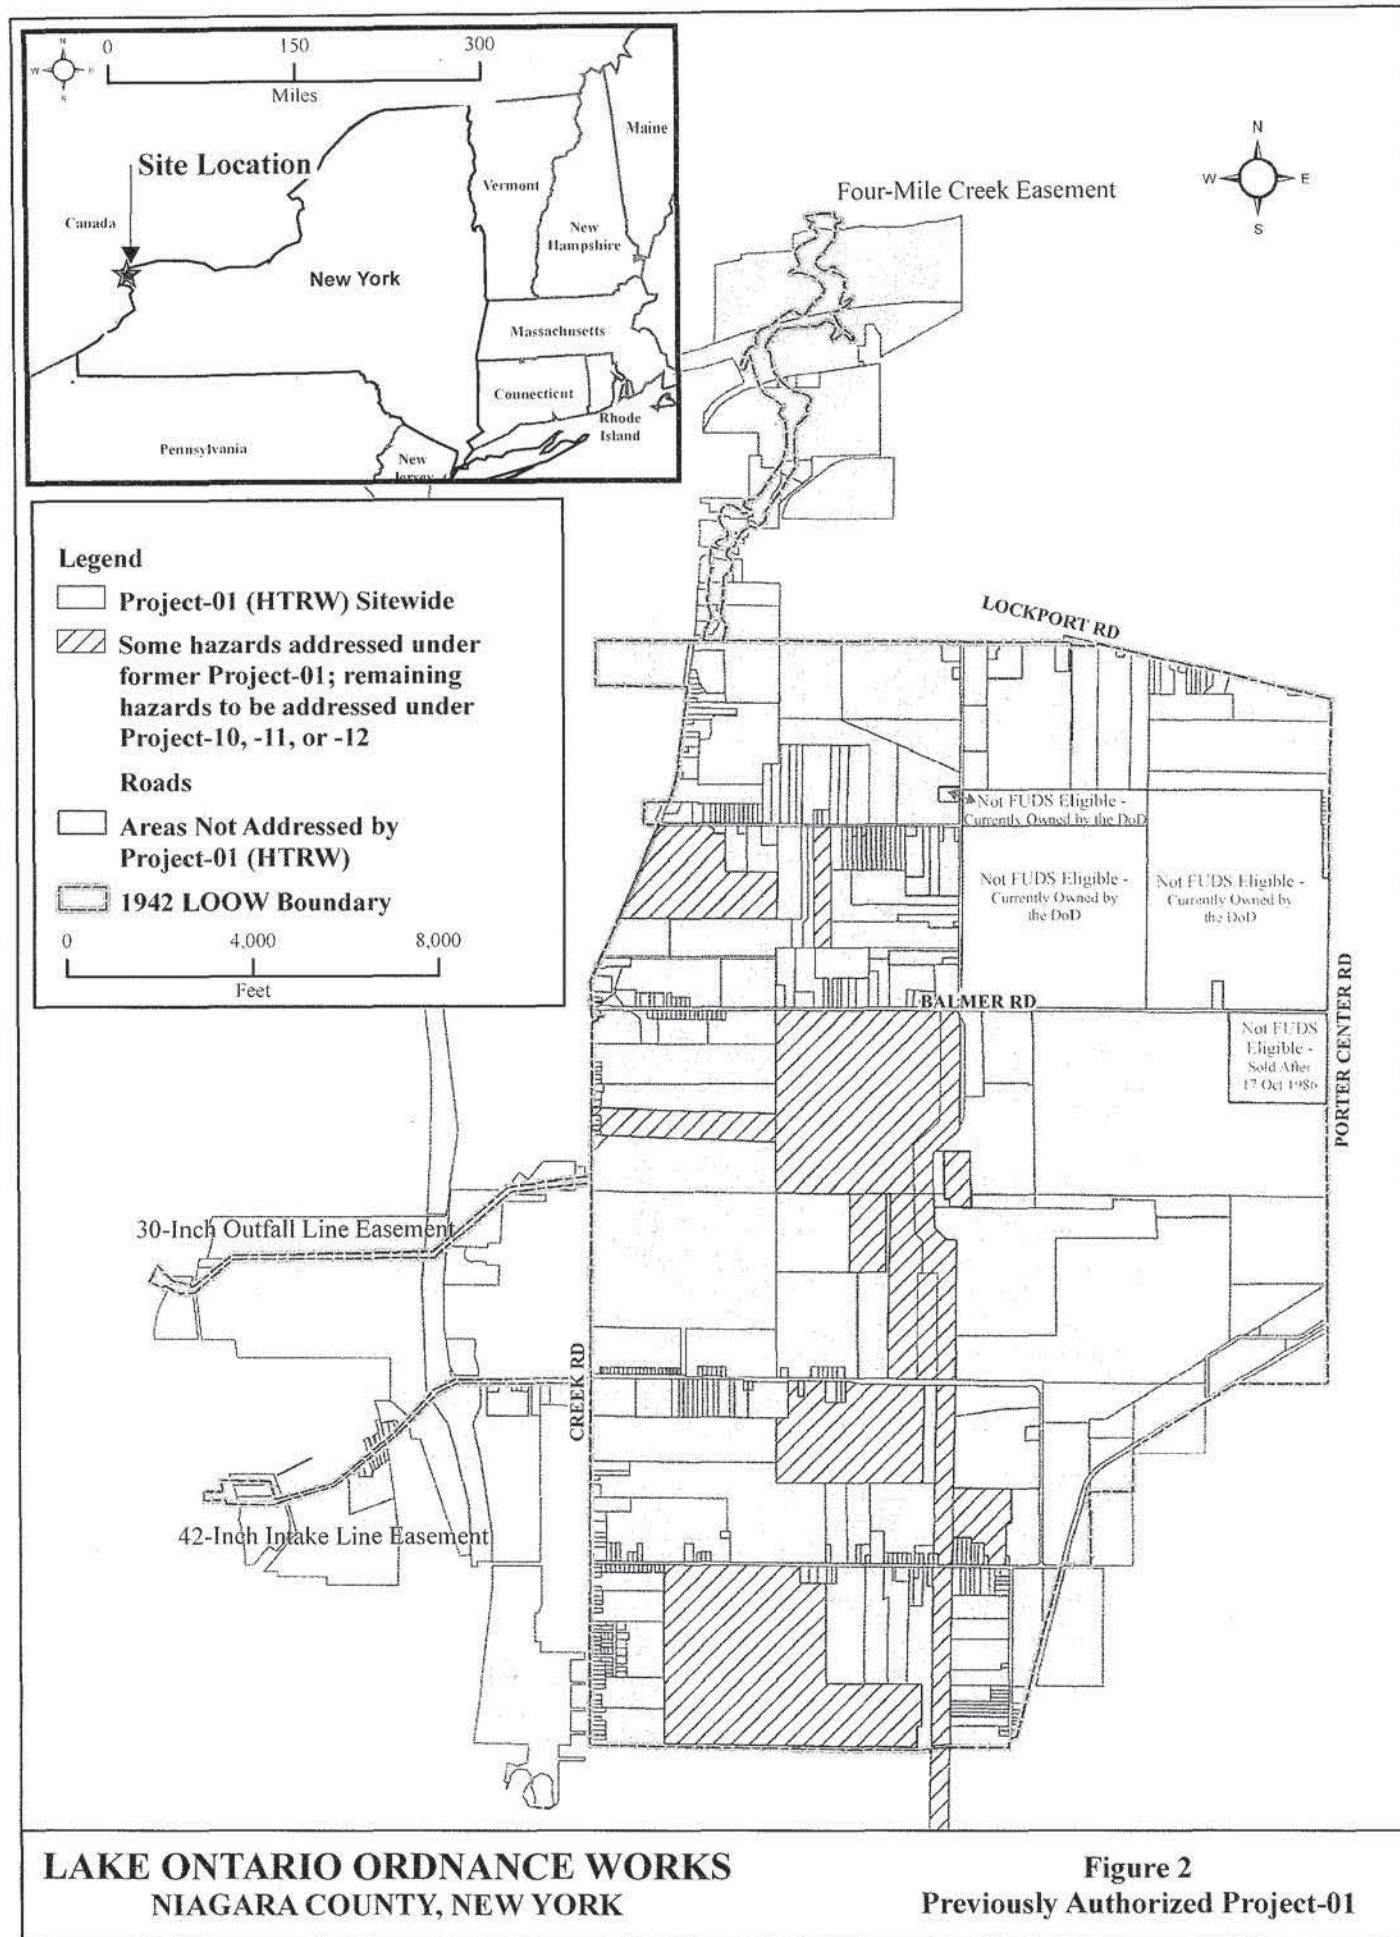 N
W E
S
0 150 300
Miles
Site Location
Canada
New York
Vermont
New
Hampshire
Maine
Massachusetts
Connecticut
Rhode
Island
Pennsylvania
New
Jersey
N
W E
S
Four-Mile Creek Easement
Legend
Project-01 (HTRW) Sitewide
Some hazards addressed under
former Project-01; remaining
hazards to be addressed under
Project-10, -11, or -12
Roads
Areas Not Addressed by
Project-01 (HTRW)
1942 LOOW Boundary
0 4,000 8,000
Feet
LOCKPORT RD
Not FUDS Eligible -
Currently Owned by the DoD
Not FUDS Eligible -
Currently Owned by
the DoD
Not FUDS Eligible -
Currently Owned by
the DoD
BALMER RD
PORTER CENTER RD
Not FUDS
Eligible -
Sold After
17 Oct 1986
30-Inch Outfall Line Easement
CREEK RD
42-Inch Intake Line Easement
LAKE ONTARIO ORDNANCE WORKS
NIAGARA COUNTY, NEW YORK
Figure 2
Previously Authorized Project-01